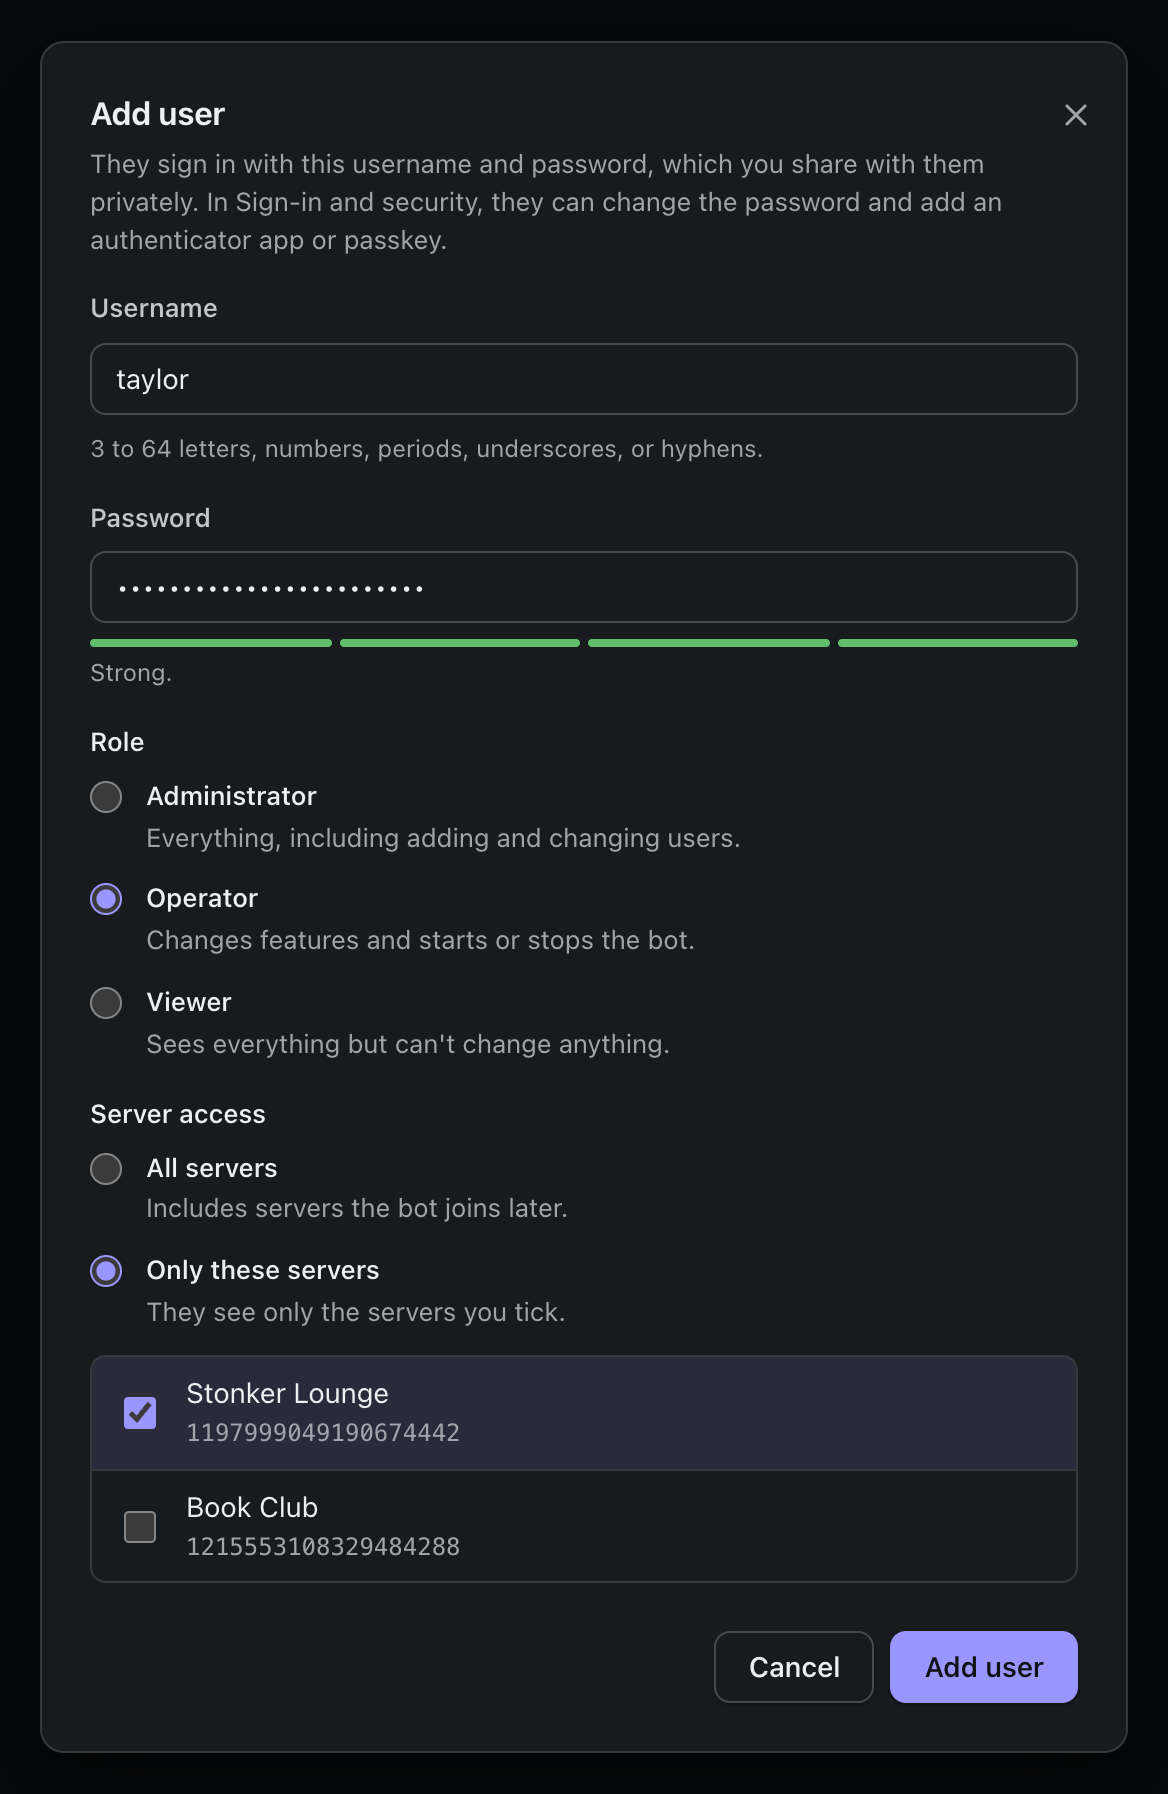 Add user
They sign in with this username and password, which you share with them
privately. In Sign-in and security, they can change the password and add an
authenticator app or passkey.
Username
taylor
3 to 64 letters, numbers, periods, underscores, or hyphens.
Password
••••••••••••••••••••••••
Strong.
Role
Administrator
Everything, including adding and changing users.
Operator
Changes features and starts or stops the bot.
Viewer
Sees everything but can't change anything.
Server access
All servers
Includes servers the bot joins later.
Only these servers
They see only the servers you tick.
Stonker Lounge
1197999049190674442
Book Club
1215553108329484288
Cancel
Add user